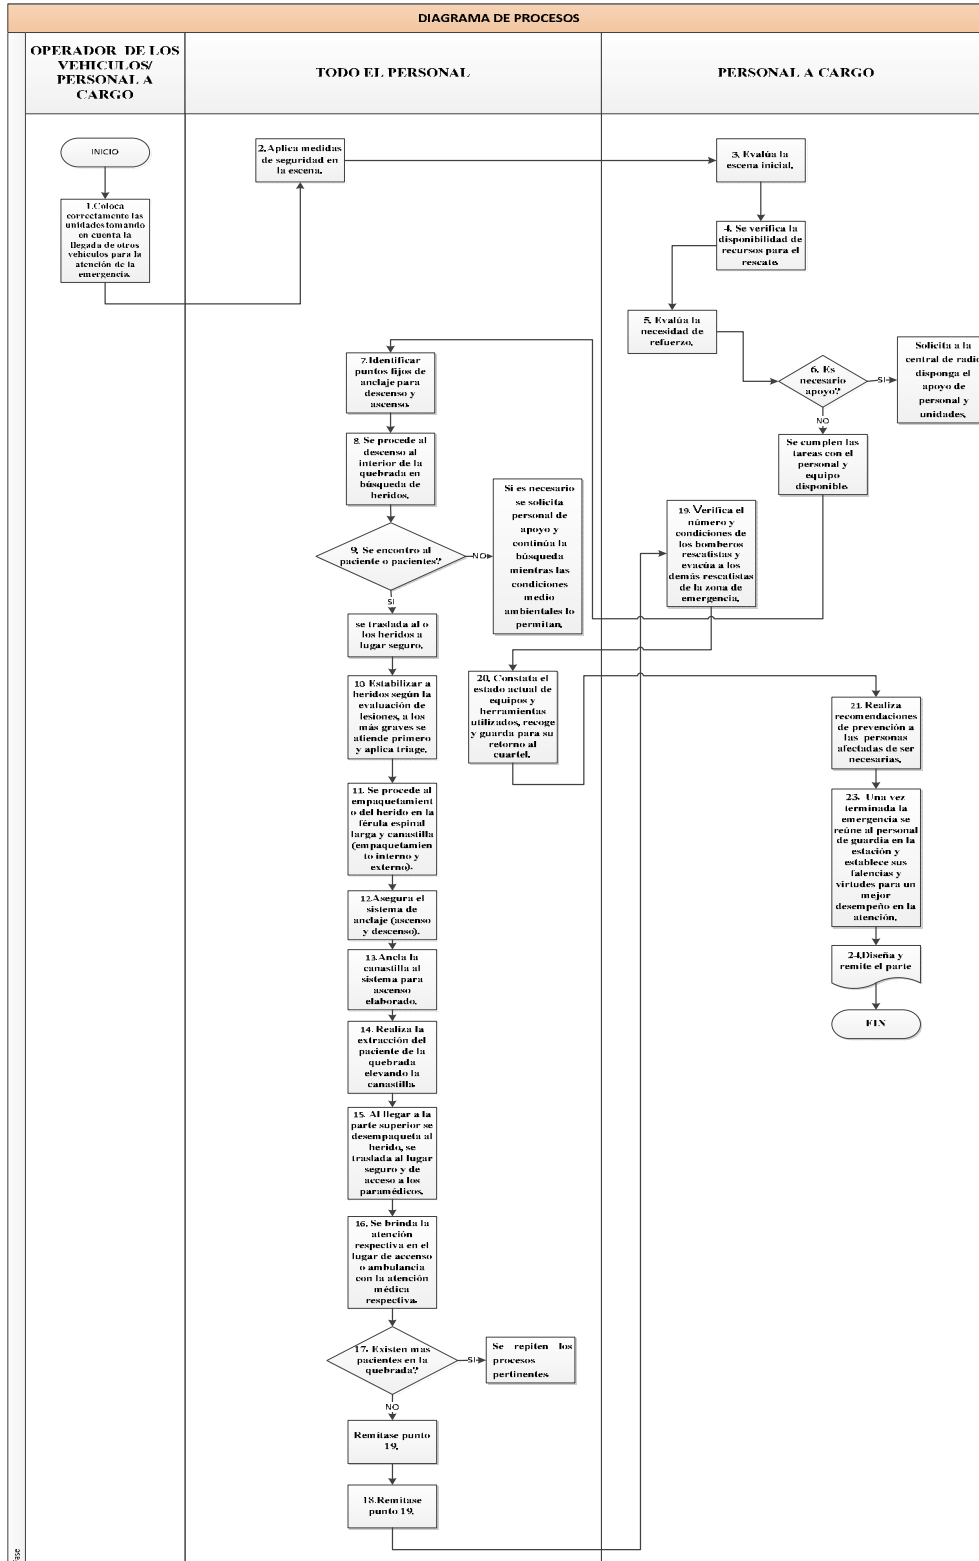 DIAGRAMA DE PROCESOS
OPERADOR DE LOS
VEHICULOS/
PERSONAL A
CARGO
TODO EL PERSONAL
PERSONAL A CARGO
INICIO
1.Coloca
correctamente las
unidades tomando
en cuenta la
llegada de otros
vehículos para la
atención de la
emergencia.
2.Aplica medidas
de seguridad en
la escena.
3. Evalúa la
escena inicial.
4. Se verifica la
disponibilidad de
recursos para el
rescate.
5. Evalúa la
necesidad de
refuerzo.
6. Es
necesario
apoyo?
SI
Solicita a la
central de radio
disponga el
apoyo de
personal y
unidades.
NO
Se cumplen las
tareas con el
personal y
equipo
disponible.
7.Identificar
puntos fijos de
anclaje para
descenso y
ascenso.
8. Se procede al
descenso al
interior de la
quebrada en
búsqueda de
heridos.
9. Se encontro al
paciente o pacientes?
NO
Si es necesario
se solicita
personal de
apoyo y
continúa la
búsqueda
mientras las
condiciones
medio
ambientales lo
permitan.
SI
se traslada al o
los heridos a
lugar seguro.
10. Estabilizar a
heridos según la
evaluación de
lesiones, a los
más graves se
atiende primero
y aplica triage.
11. Se procede al
empaquetamient
o del herido en la
férula espinal
larga y canastilla
(empaquetamie
nto interno y
externo).
12.Asegura el
sistema de
anclaje (ascenso
y descenso).
13.Ancla la
canastilla al
sistema para
ascenso
elaborado.
14. Realiza la
extracción del
paciente de la
quebrada
elevando la
canastilla.
15. Al llegar a la
parte superior se
desempaqueta al
herido, se
traslada al lugar
seguro y de
acceso a los
paramédicos.
16. Se brinda la
atención
respectiva en el
lugar de accenso
o ambulancia
con la atención
médica
respectiva.
17. Existen mas
pacientes en la
quebrada?
SI
Se repiten los
procesos
pertinentes
NO
Remítase punto
19.
18.Remítase
punto 19.
19. Verifica el
número y
condiciones de
los bomberos
rescatistas y
evacúa a los
demás rescatistas
de la zona de
emergencia.
20. Constata el
estado actual de
equipos y
herramientas
utilizados, recoge
y guarda para su
retorno al
cuartel.
21. Realiza
recomendaciones
de prevención a
las personas
afectadas de ser
necesarias.
23. Una vez
terminada la
emergencia se
reúne al personal
de guardia en la
estación y
establece sus
falencias y
virtudes para un
mejor
desempeño en la
atención.
24.Diseña y
remite el parte
FIN